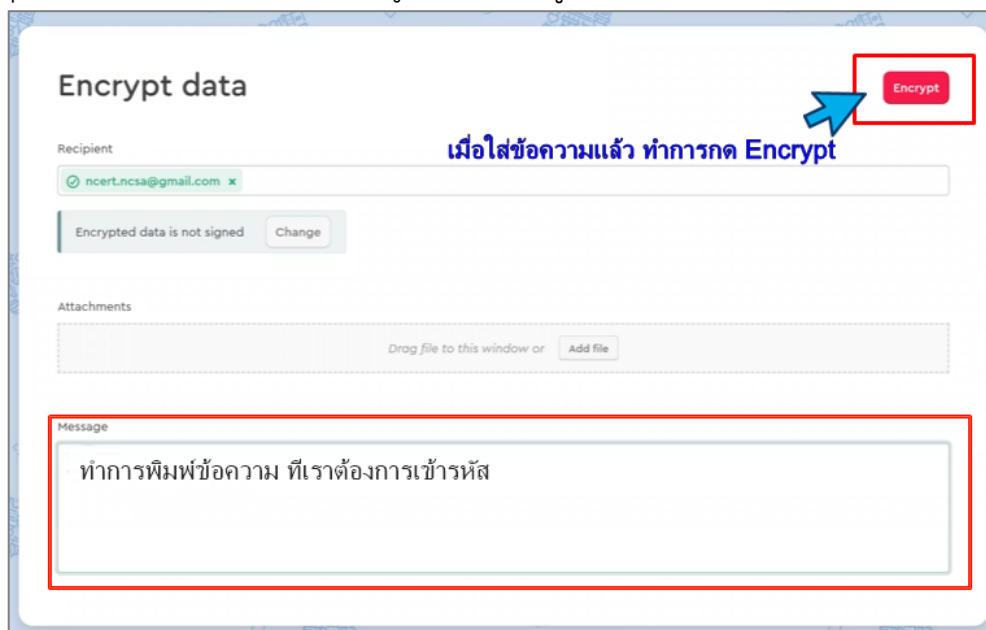 Encrypt data
Encrypt
เมื่อใส่ข้อความแล้ว ทำการกด Encrypt
Recipient
ncert.ncsa@gmail.com x
Encrypted data is not signed Change
Attachments
Drag file to this window or Add file
Message
ทำการพิมพ์ข้อความ ที่เราต้องการเข้ารหัส